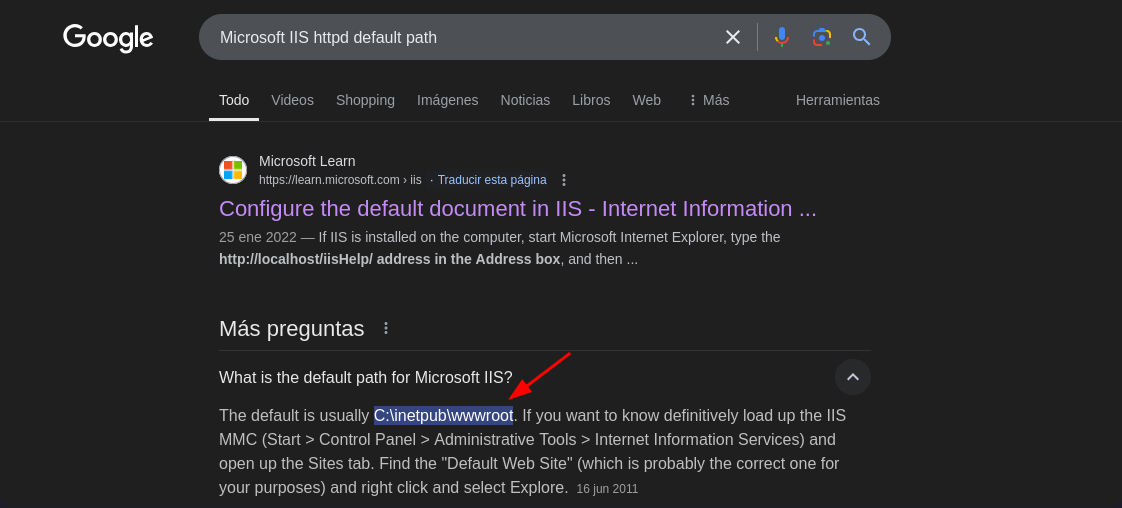 Google
Microsoft IIS httpd default path
Todo Videos Shopping Imágenes Noticias Libros Web Más Herramientas
Microsoft Learn
https://learn.microsoft.com › iis · Traducir esta página
Configure the default document in IIS - Internet Information ...
25 ene 2022 — If IIS is installed on the computer, start Microsoft Internet Explorer, type the
http://localhost/iisHelp/ address in the Address box, and then ...
Más preguntas
What is the default path for Microsoft IIS?
The default is usually C:\inetpub\wwwroot. If you want to know definitively load up the IIS
MMC (Start > Control Panel > Administrative Tools > Internet Information Services) and
open up the Sites tab. Find the "Default Web Site" (which is probably the correct one for
your purposes) and right click and select Explore. 16 jun 2011